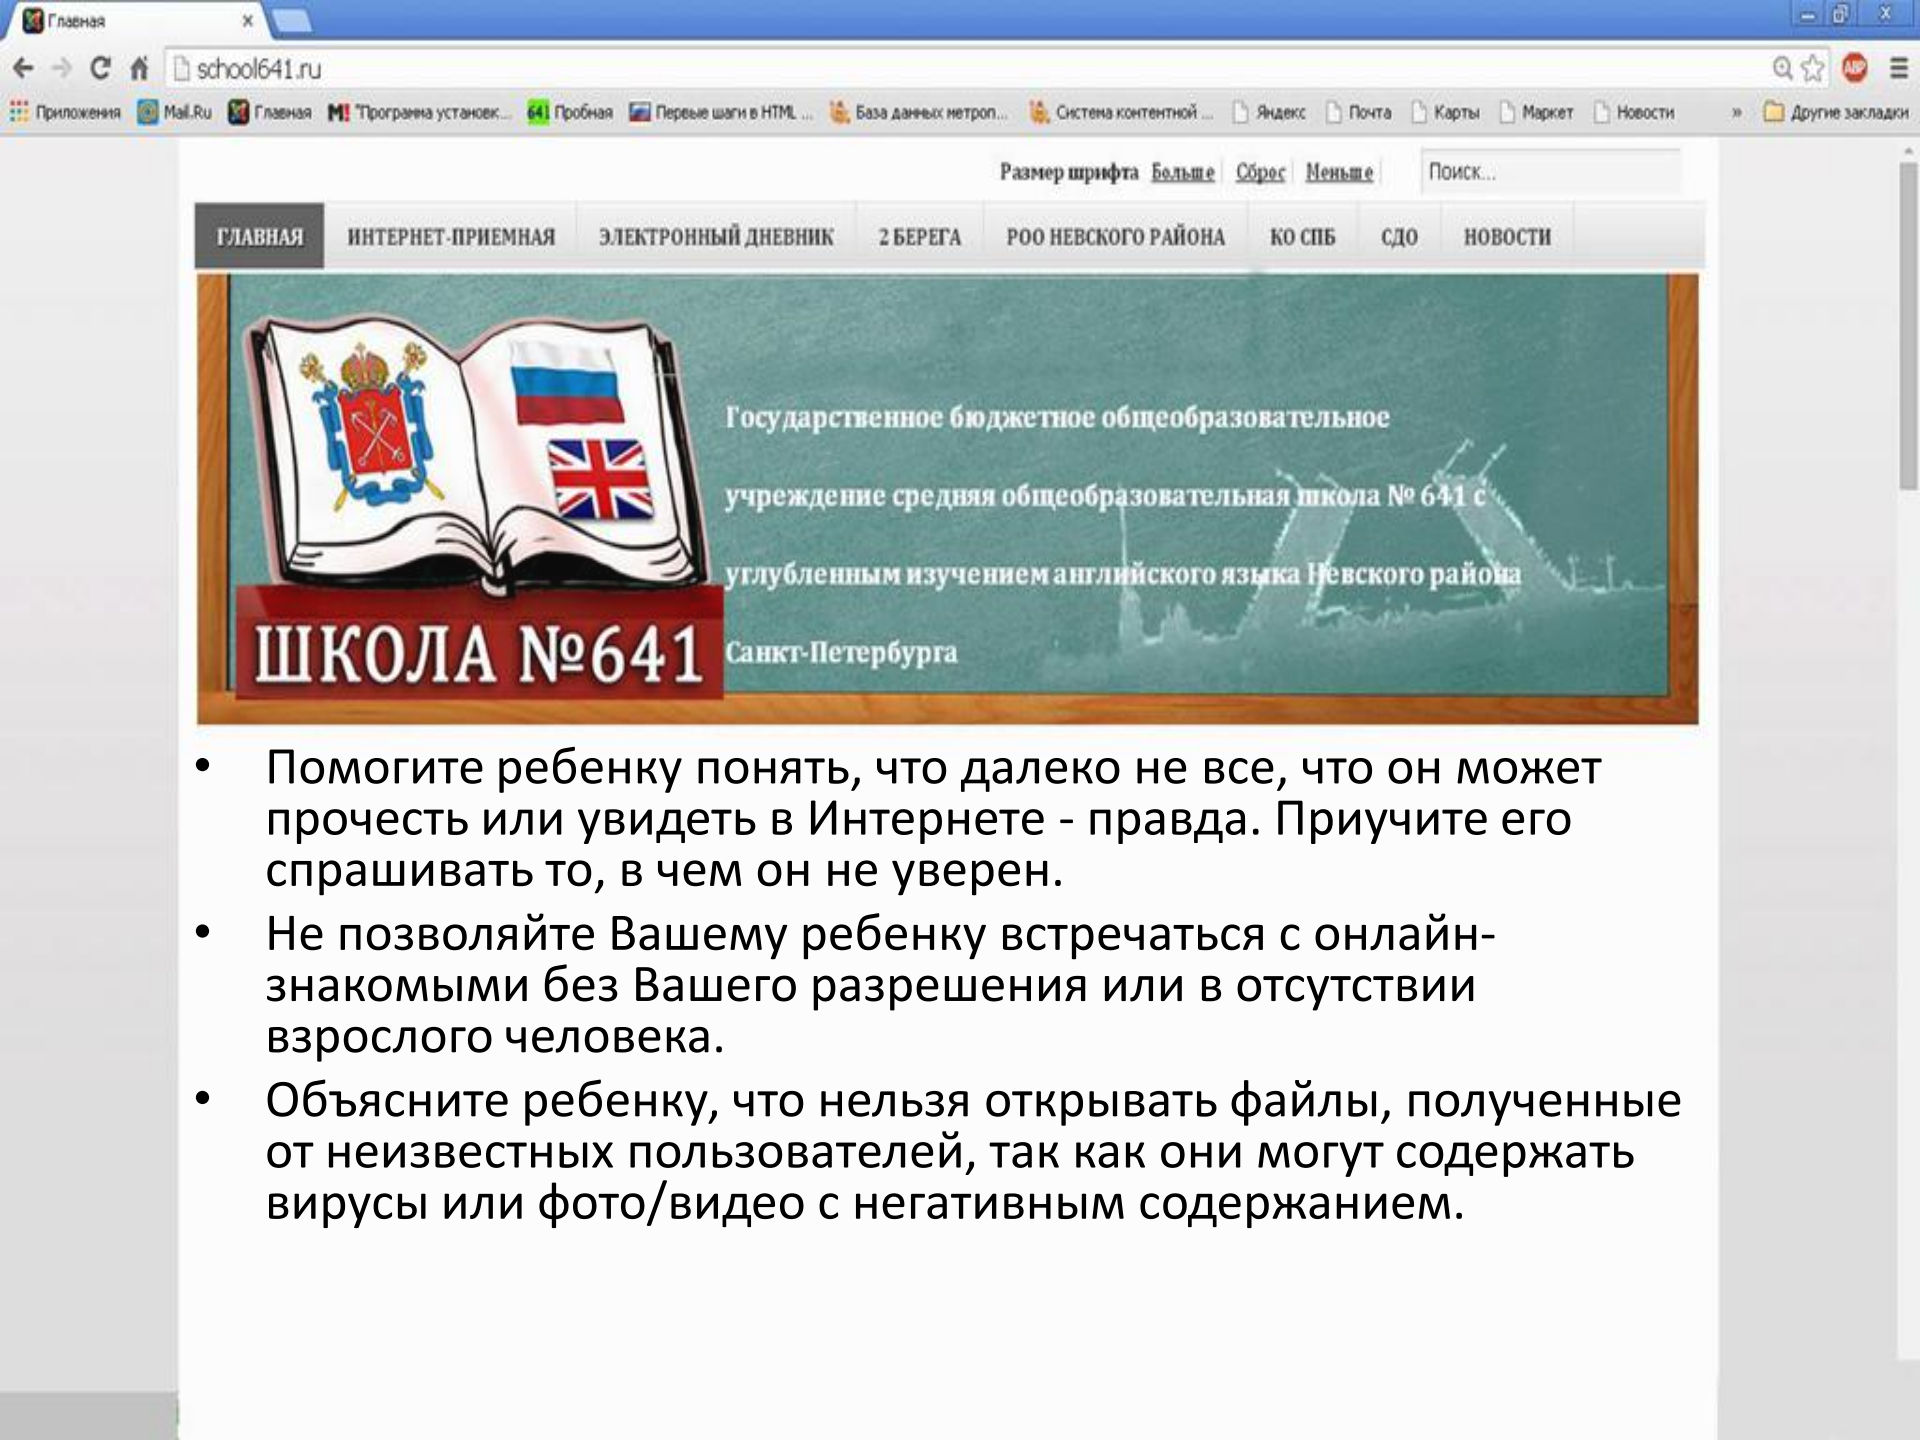 Главная
school641.ru
Приложения Mail.Ru Главная "Программа установк... 641 Пробная Первые шаги в HTML ... База данных метроп... Система контентной ... Яндекс Почта Карты Маркет Новости » Другие закладки
Размер шрифта Больше Сброс Меньше Поиск...
ГЛАВНАЯ ИНТЕРНЕТ-ПРИЕМНАЯ ЭЛЕКТРОННЫЙ ДНЕВНИК 2 БЕРЕГА РОО НЕВСКОГО РАЙОНА КО СПБ СДО НОВОСТИ
Государственное бюджетное общеобразовательное
учреждение средняя общеобразовательная школа № 641 с
углубленным изучением английского языка Невского района
Санкт-Петербурга
ШКОЛА №641
• Помогите ребенку понять, что далеко не все, что он может
прочесть или увидеть в Интернете - правда. Приучите его
спрашивать то, в чем он не уверен.
• Не позволяйте Вашему ребенку встречаться с онлайн-
знакомыми без Вашего разрешения или в отсутствии
взрослого человека.
• Объясните ребенку, что нельзя открывать файлы, полученные
от неизвестных пользователей, так как они могут содержать
вирусы или фото/видео с негативным содержанием.